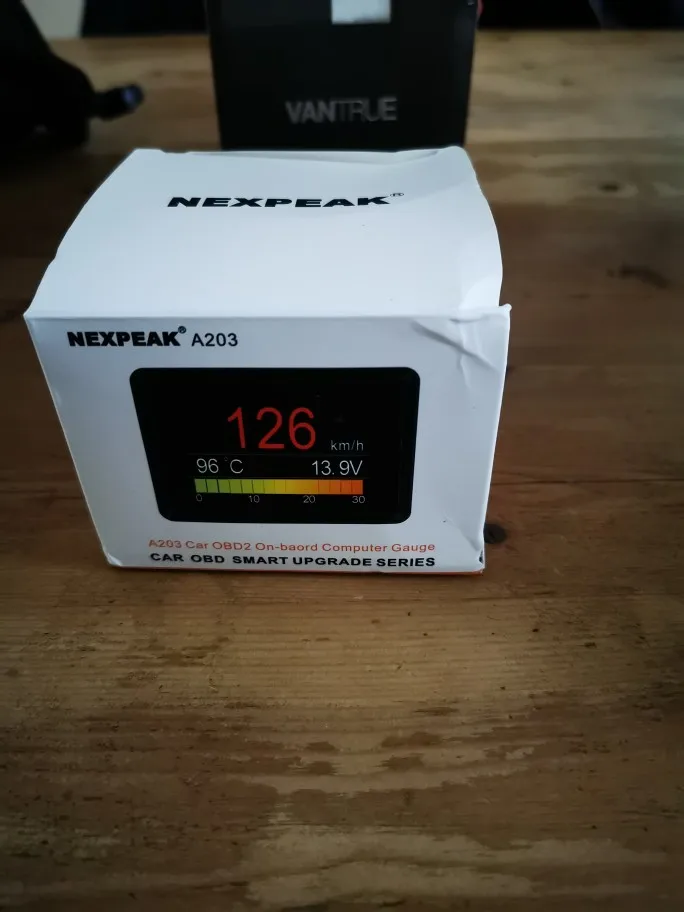 VANTRUE
NEXPEAK®
NEXPEAK® A203
126 km/h
96 °C 13.9V
0 10 20 30
A203 Car OBD2 On-baord Computer Gauge
CAR OBD SMART UPGRADE SERIES